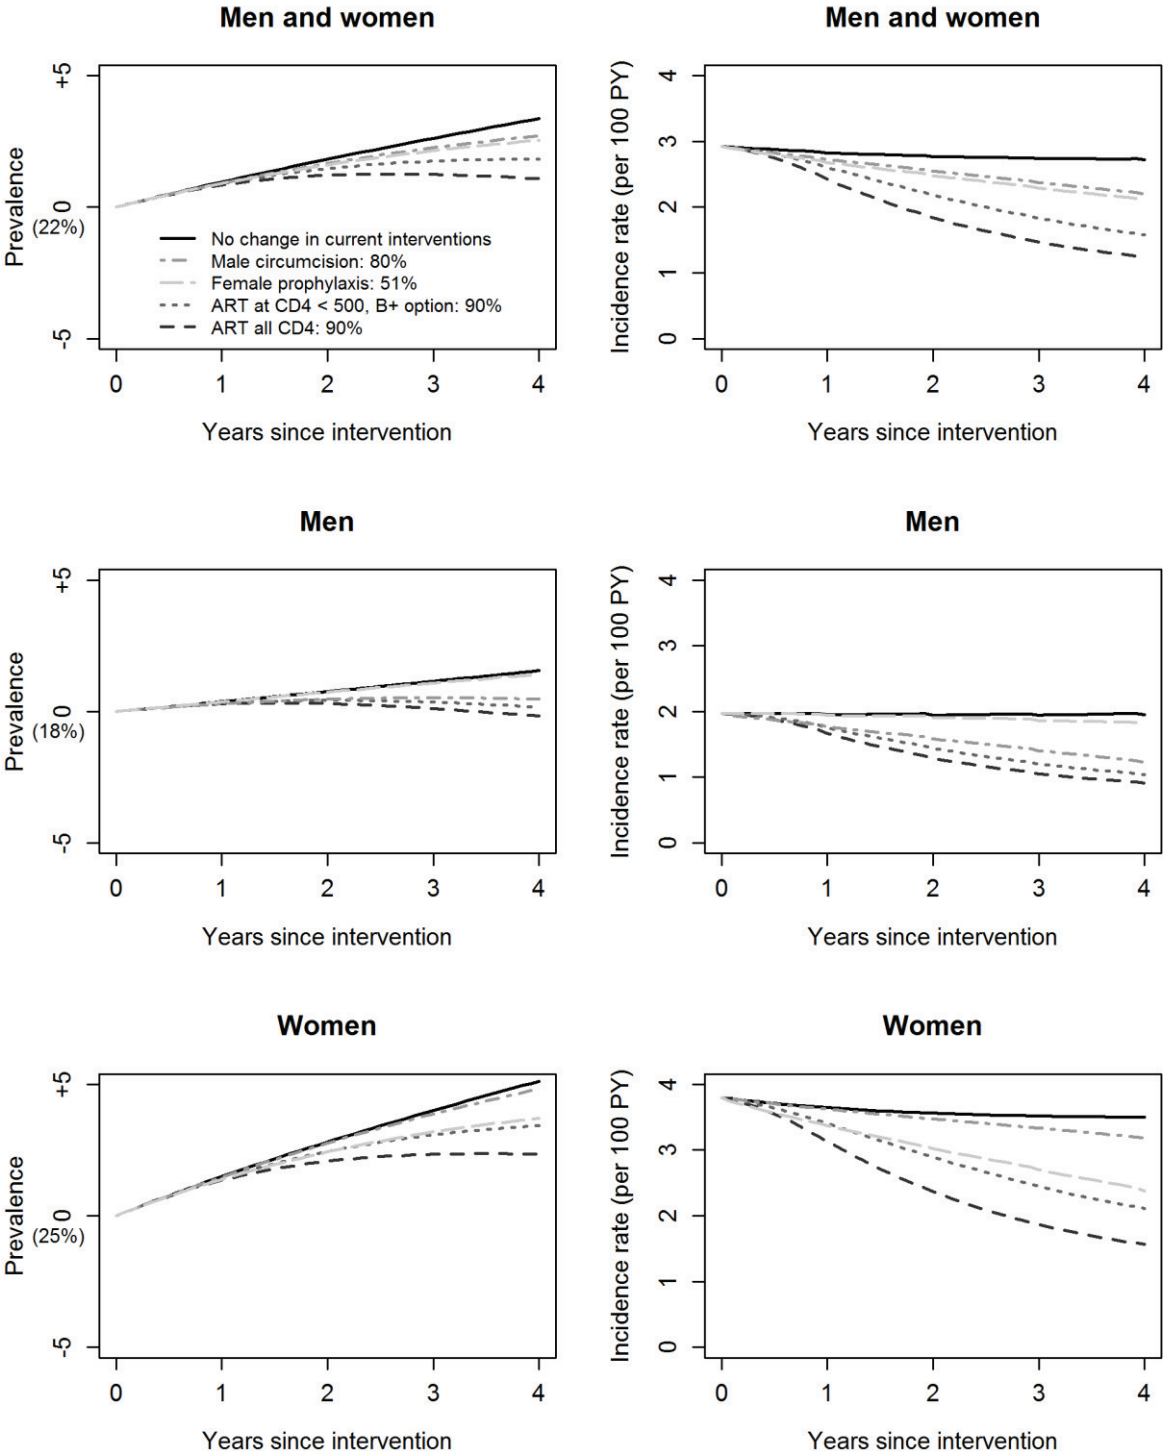 Men and women
Prevalence
+5
0
(22%)
-5
No change in current interventions
Male circumcision: 80%
Female prophylaxis: 51%
ART at CD4 < 500, B+ option: 90%
ART all CD4: 90%
0 1 2 3 4
Years since intervention
Men and women
Incidence rate (per 100 PY)
4
3
2
1
0
0 1 2 3 4
Years since intervention
Men
Prevalence
+5
0
(18%)
-5
0 1 2 3 4
Years since intervention
Men
Incidence rate (per 100 PY)
4
3
2
1
0
0 1 2 3 4
Years since intervention
Women
Prevalence
+5
0
(25%)
-5
0 1 2 3 4
Years since intervention
Women
Incidence rate (per 100 PY)
4
3
2
1
0
0 1 2 3 4
Years since intervention